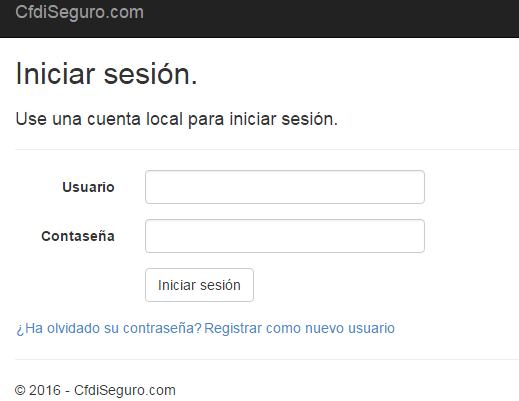 CfdiSeguro.com
Iniciar sesión.
Use una cuenta local para iniciar sesión.
Usuario
Contaseña
Iniciar sesión
¿Ha olvidado su contraseña? Registrar como nuevo usuario
© 2016 - CfdiSeguro.com